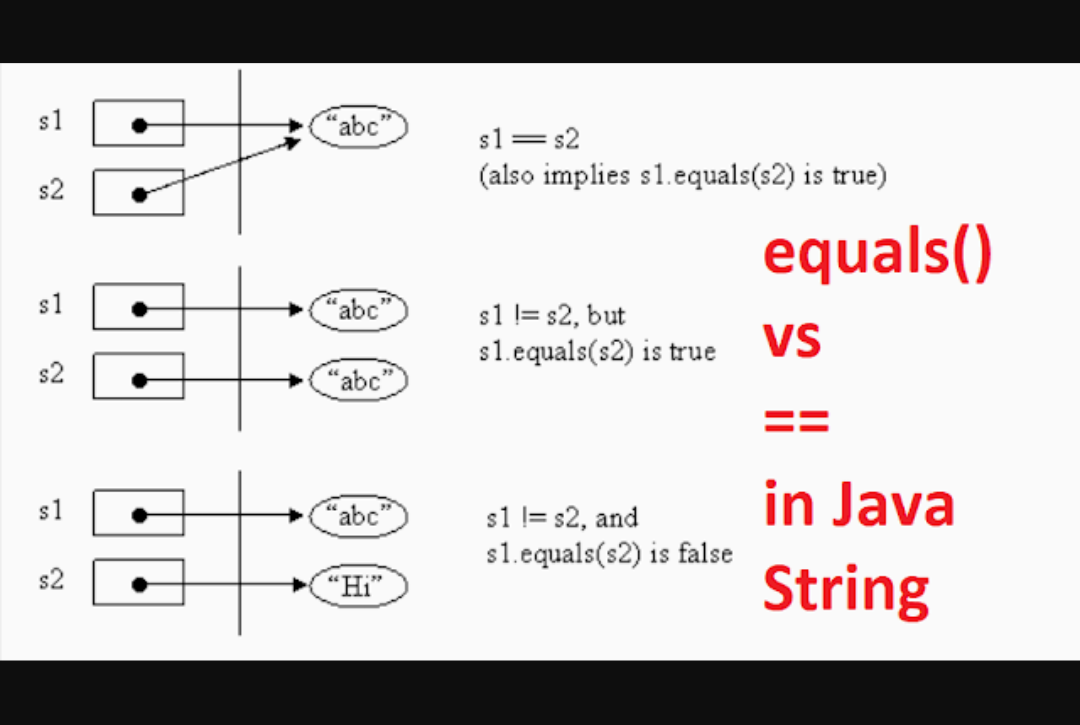 s1
“abc”
s1 == s2
s2
(also implies s1.equals(s2) is true)
s1
“abc”
s1 != s2, but
s2
“abc”
s1.equals(s2) is true
s1
“abc”
s1 != s2, and
s2
“Hi”
s1.equals(s2) is false
equals()
vs
==
in Java
String